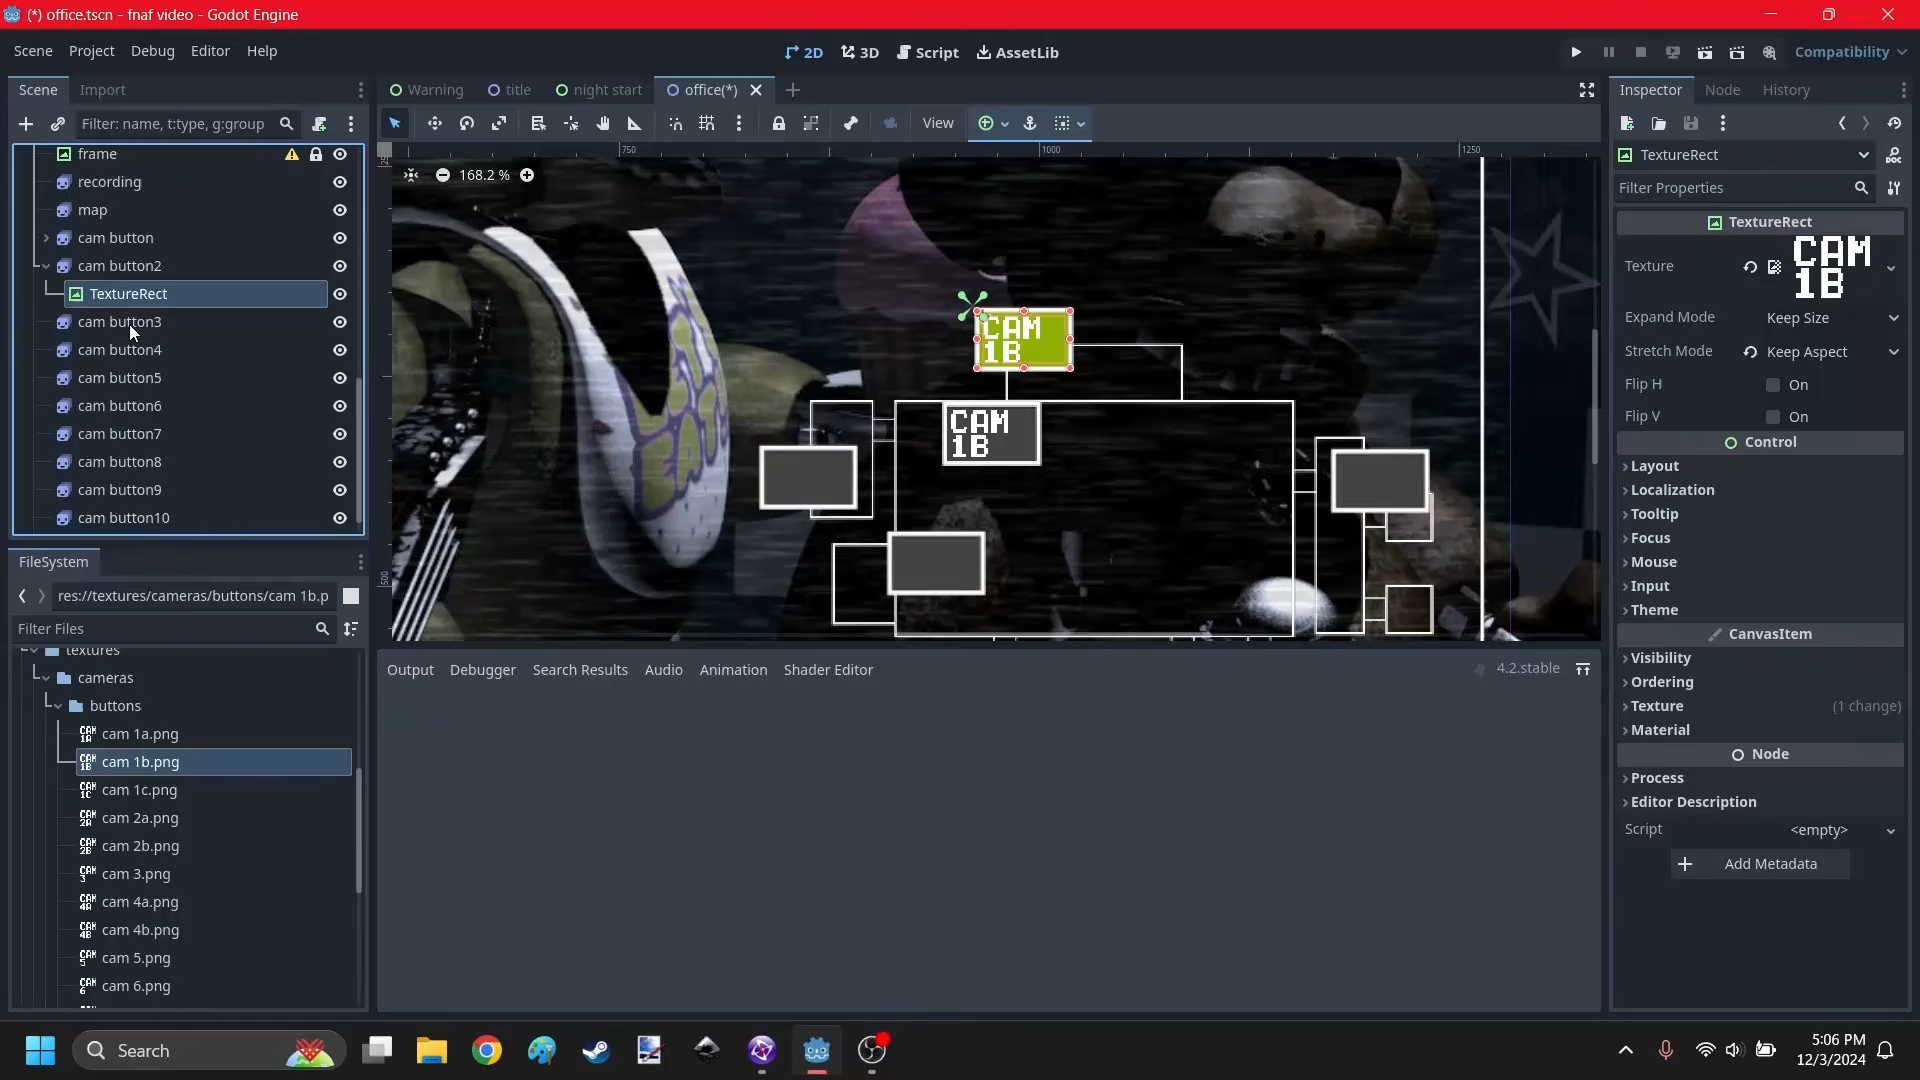 (*) office.tscn - fnaf video - Godot Engine
Scene Project Debug Editor Help
2D 3D Script AssetLib
Compatibility
Scene Import
Warning title night start office(*)
Inspector Node History
Filter: name, t:type, g:group
View
TextureRect
Filter Properties
frame
recording
map
cam button
cam button2
TextureRect
cam button3
cam button4
cam button5
cam button6
cam button7
cam button8
cam button9
cam button10
750
1000
1250
168.2 %
500
CAM
1B
CAM
1B
TextureRect
Texture
CAM
1B
Expand Mode Keep Size
Stretch Mode Keep Aspect
Flip H On
Flip V On
Control
Layout
Localization
Tooltip
Focus
Mouse
Input
Theme
CanvasItem
Visibility
Ordering
Texture (1 change)
Material
Node
Process
Editor Description
Script <empty>
Add Metadata
FileSystem
res://textures/cameras/buttons/cam 1b.p
Filter Files
textures
cameras
buttons
cam 1a.png
cam 1b.png
cam 1c.png
cam 2a.png
cam 2b.png
cam 3.png
cam 4a.png
cam 4b.png
cam 5.png
cam 6.png
Output Debugger Search Results Audio Animation Shader Editor
4.2.stable
Search
5:06 PM
12/3/2024